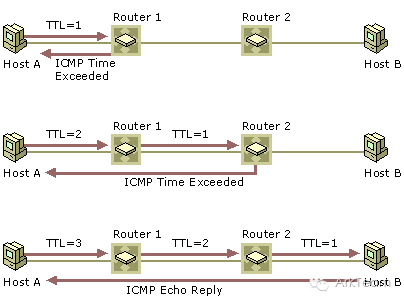 TTL=1 Router 1 Router 2
Host A ICMP Time Exceeded Host B
TTL=2 Router 1 TTL=1 Router 2
Host A ICMP Time Exceeded Host B
TTL=3 Router 1 TTL=2 Router 2 TTL=1
Host A ICMP Echo Reply Host B